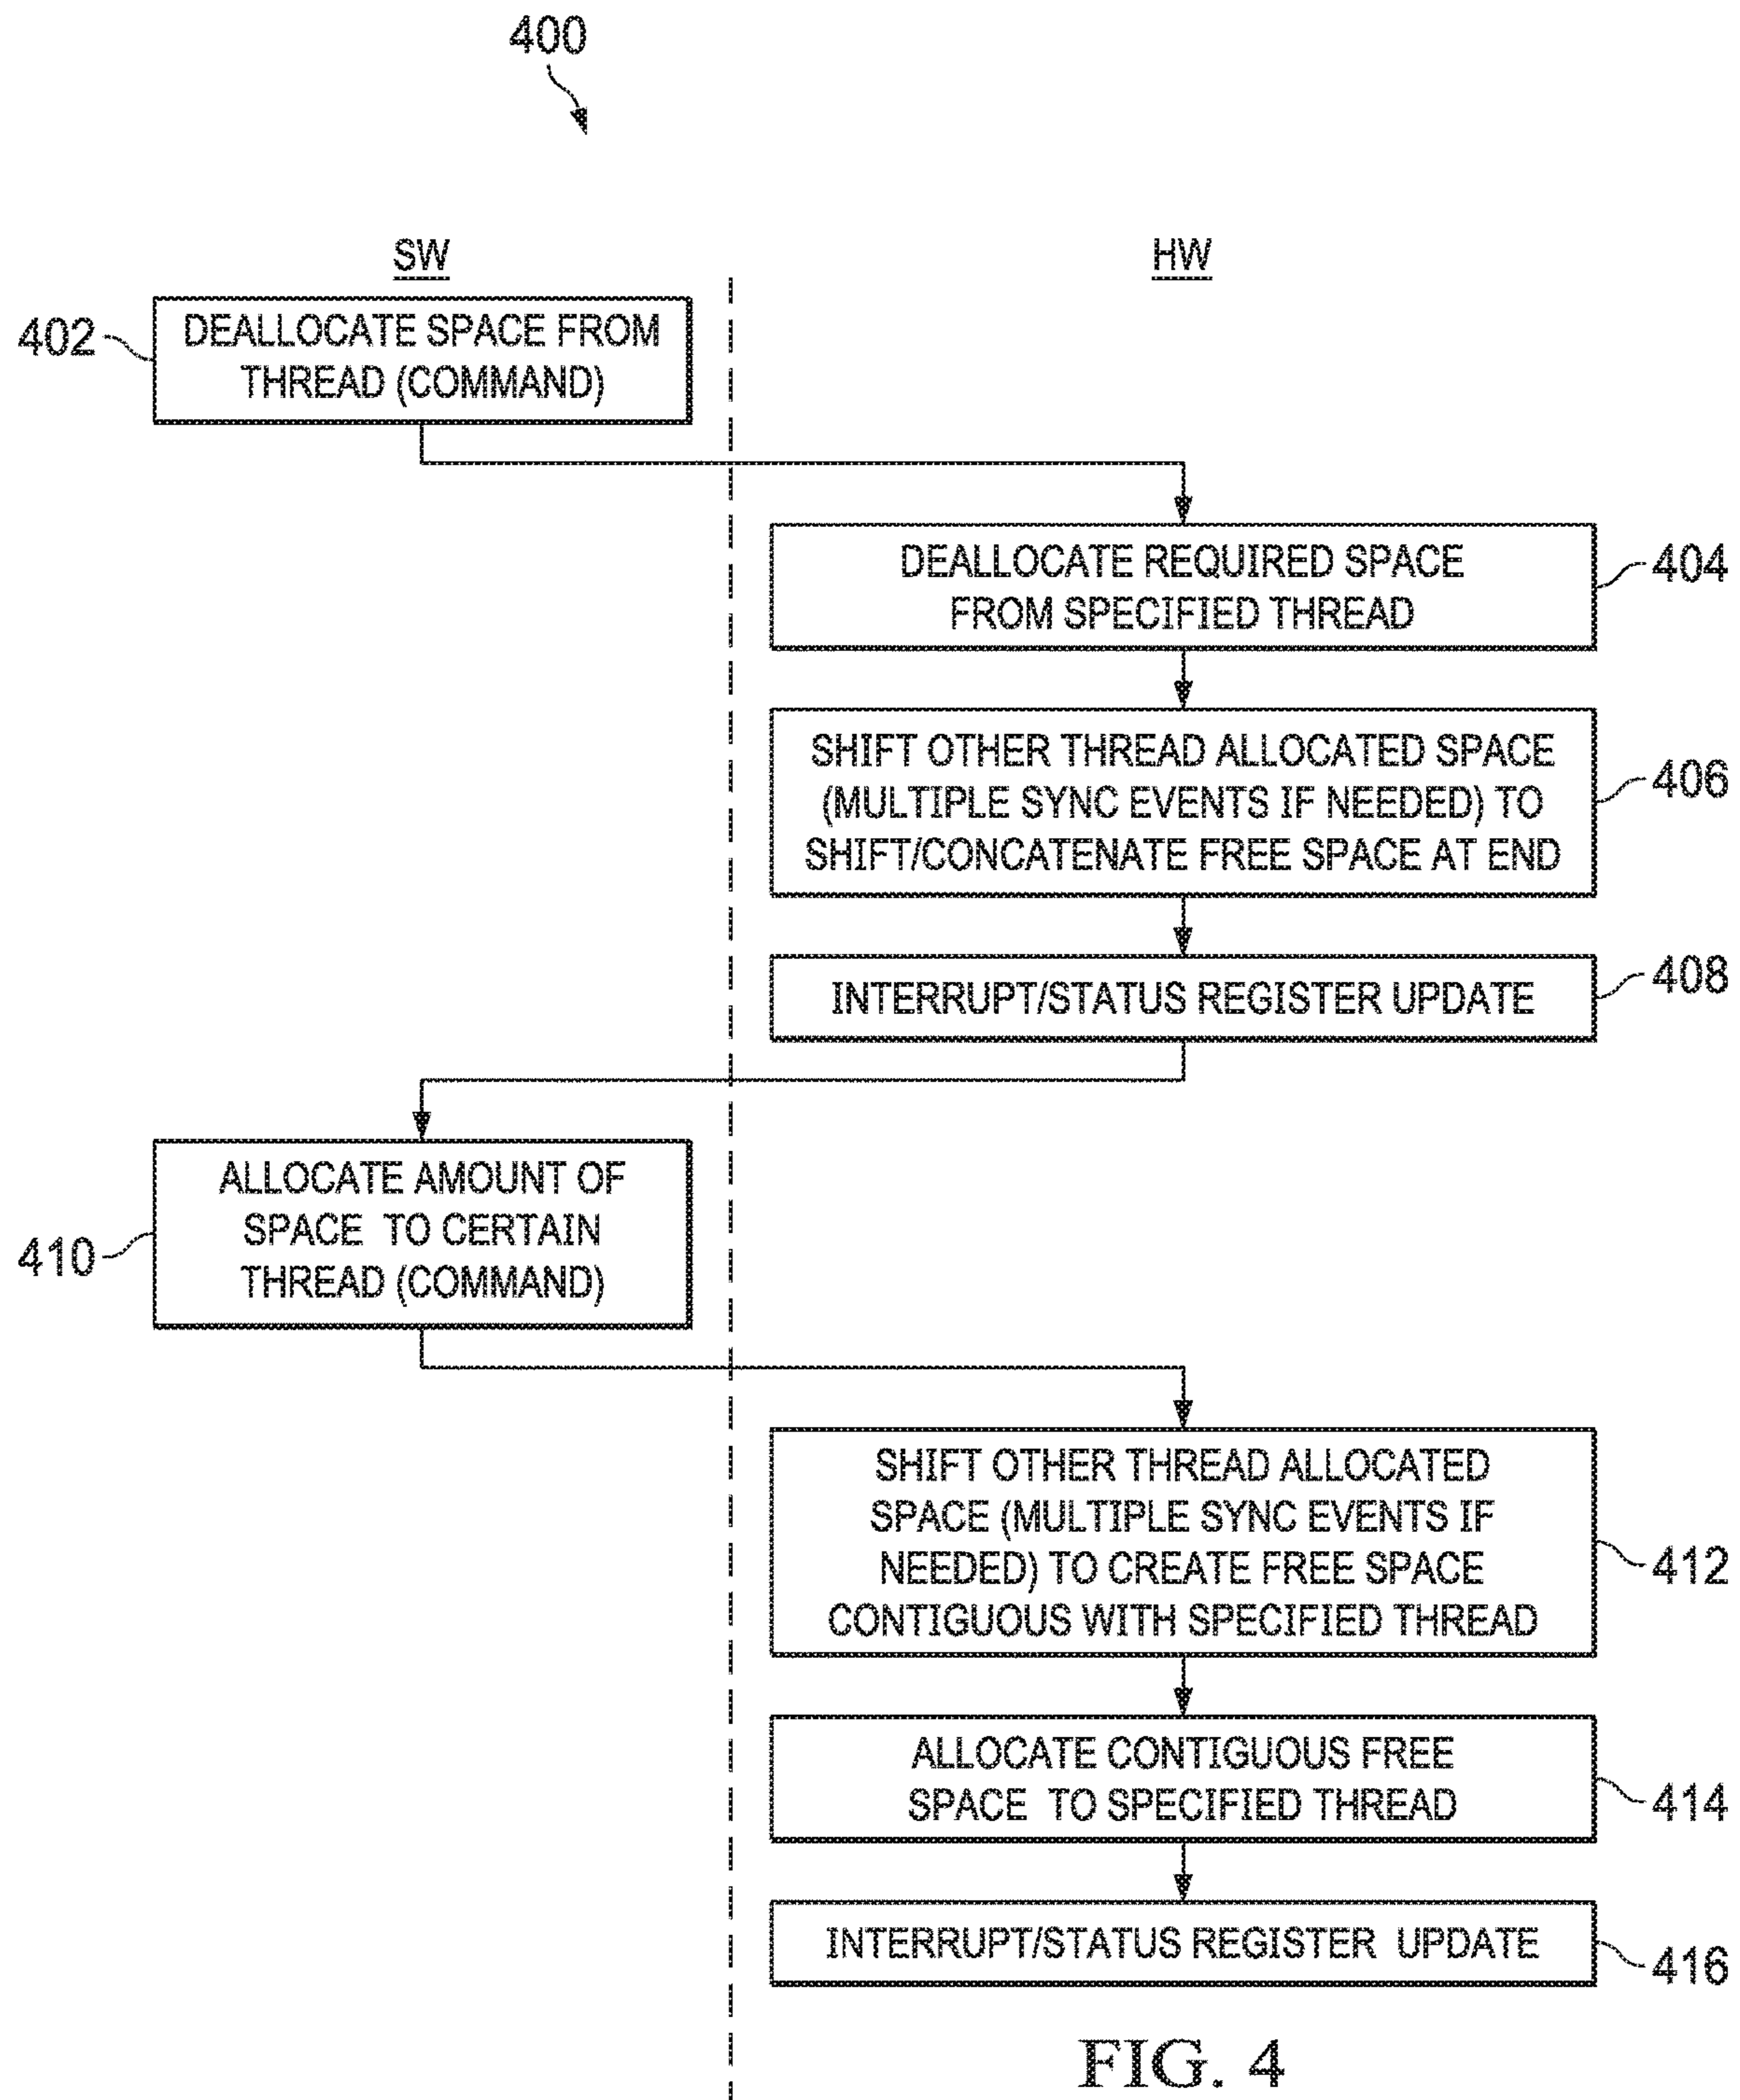 400
SW
HW
402
DEALLOCATE SPACE FROM
THREAD (COMMAND)
DEALLOCATE REQUIRED SPACE
FROM SPECIFIED THREAD
404
SHIFT OTHER THREAD ALLOCATED SPACE
(MULTIPLE SYNC EVENTS IF NEEDED) TO
SHIFT/CONCATENATE FREE SPACE AT END
406
INTERRUPT/STATUS REGISTER UPDATE
408
410
ALLOCATE AMOUNT OF
SPACE TO CERTAIN
THREAD (COMMAND)
SHIFT OTHER THREAD ALLOCATED
SPACE (MULTIPLE SYNC EVENTS IF
NEEDED) TO CREATE FREE SPACE
CONTIGUOUS WITH SPECIFIED THREAD
412
ALLOCATE CONTIGUOUS FREE
SPACE TO SPECIFIED THREAD
414
INTERRUPT/STATUS REGISTER UPDATE
416
FIG. 4